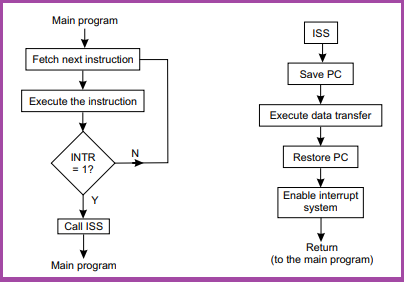 Main program
Fetch next instruction
Execute the instruction
INTR
= 1?
N
Y
Call ISS
Main program
ISS
Save PC
Execute data transfer
Restore PC
Enable interrupt
system
Return
(to the main program)